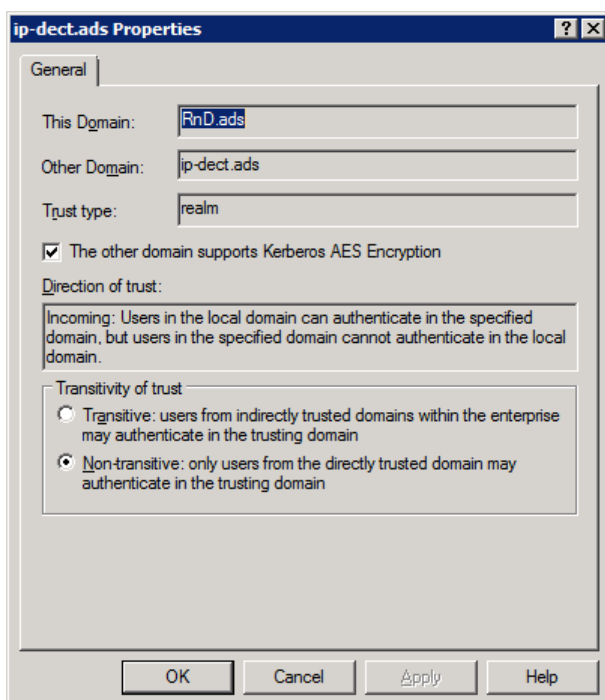 ip-dect.ads Properties
General
This Domain: RnD.ads
Other Domain: ip-dect.ads
Trust type: realm
The other domain supports Kerberos AES Encryption
Direction of trust:
Incoming: Users in the local domain can authenticate in the specified
domain, but users in the specified domain cannot authenticate in the local
domain.
Transitivity of trust
Transitive: users from indirectly trusted domains within the enterprise
may authenticate in the trusting domain
Non-transitive: only users from the directly trusted domain may
authenticate in the trusting domain
OK Cancel Apply Help